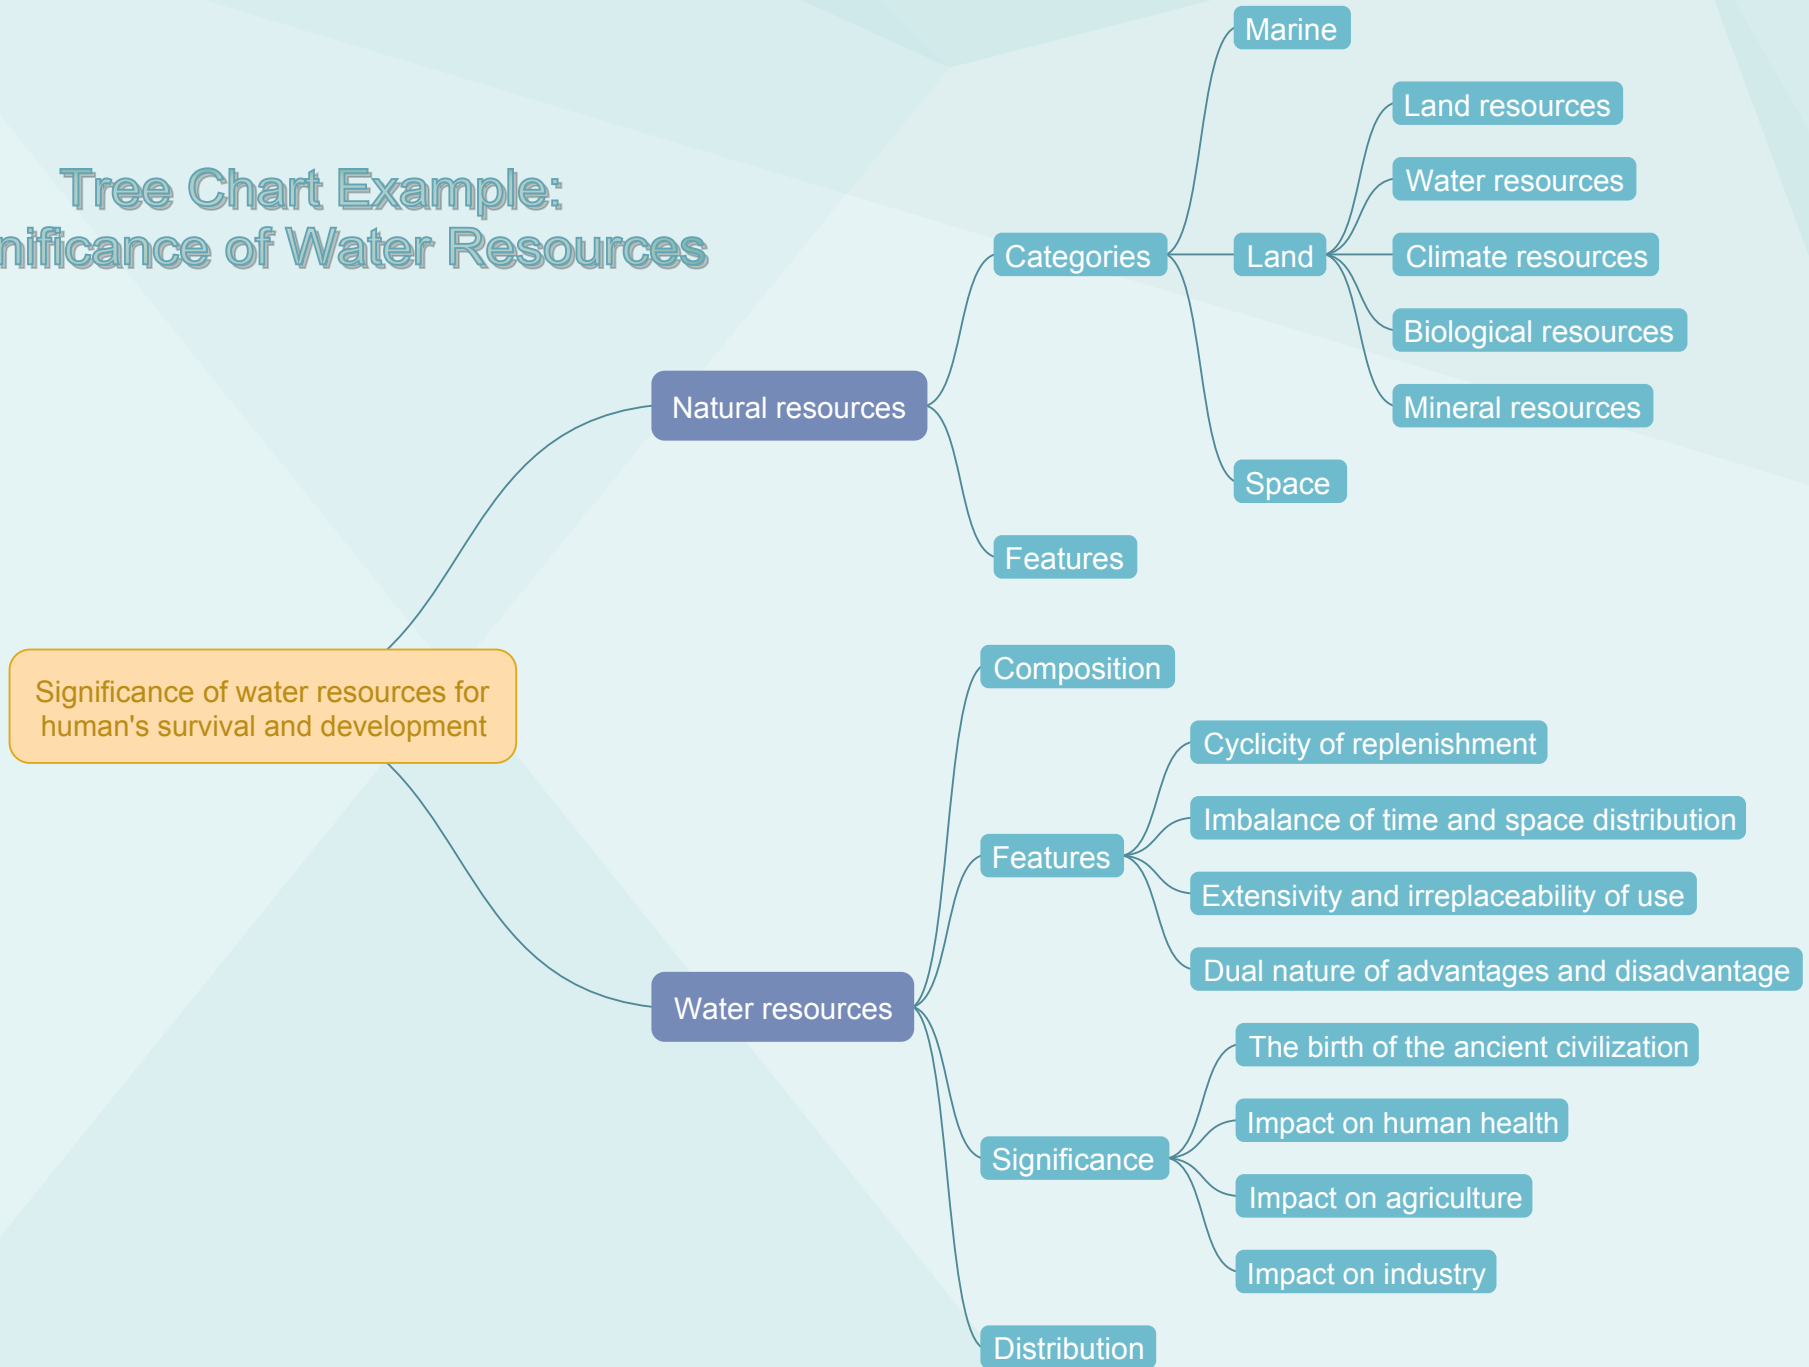 Tree Chart Example:
nificance of Water Resources
Marine
Land resources
Water resources
Categories
Land
Climate resources
Biological resources
Natural resources
Mineral resources
Space
Features
Significance of water resources for
human's survival and development
Composition
Cyclicity of replenishment
Imbalance of time and space distribution
Features
Extensivity and irreplaceability of use
Dual nature of advantages and disadvantage
Water resources
The birth of the ancient civilization
Impact on human health
Significance
Impact on agriculture
Impact on industry
Distribution